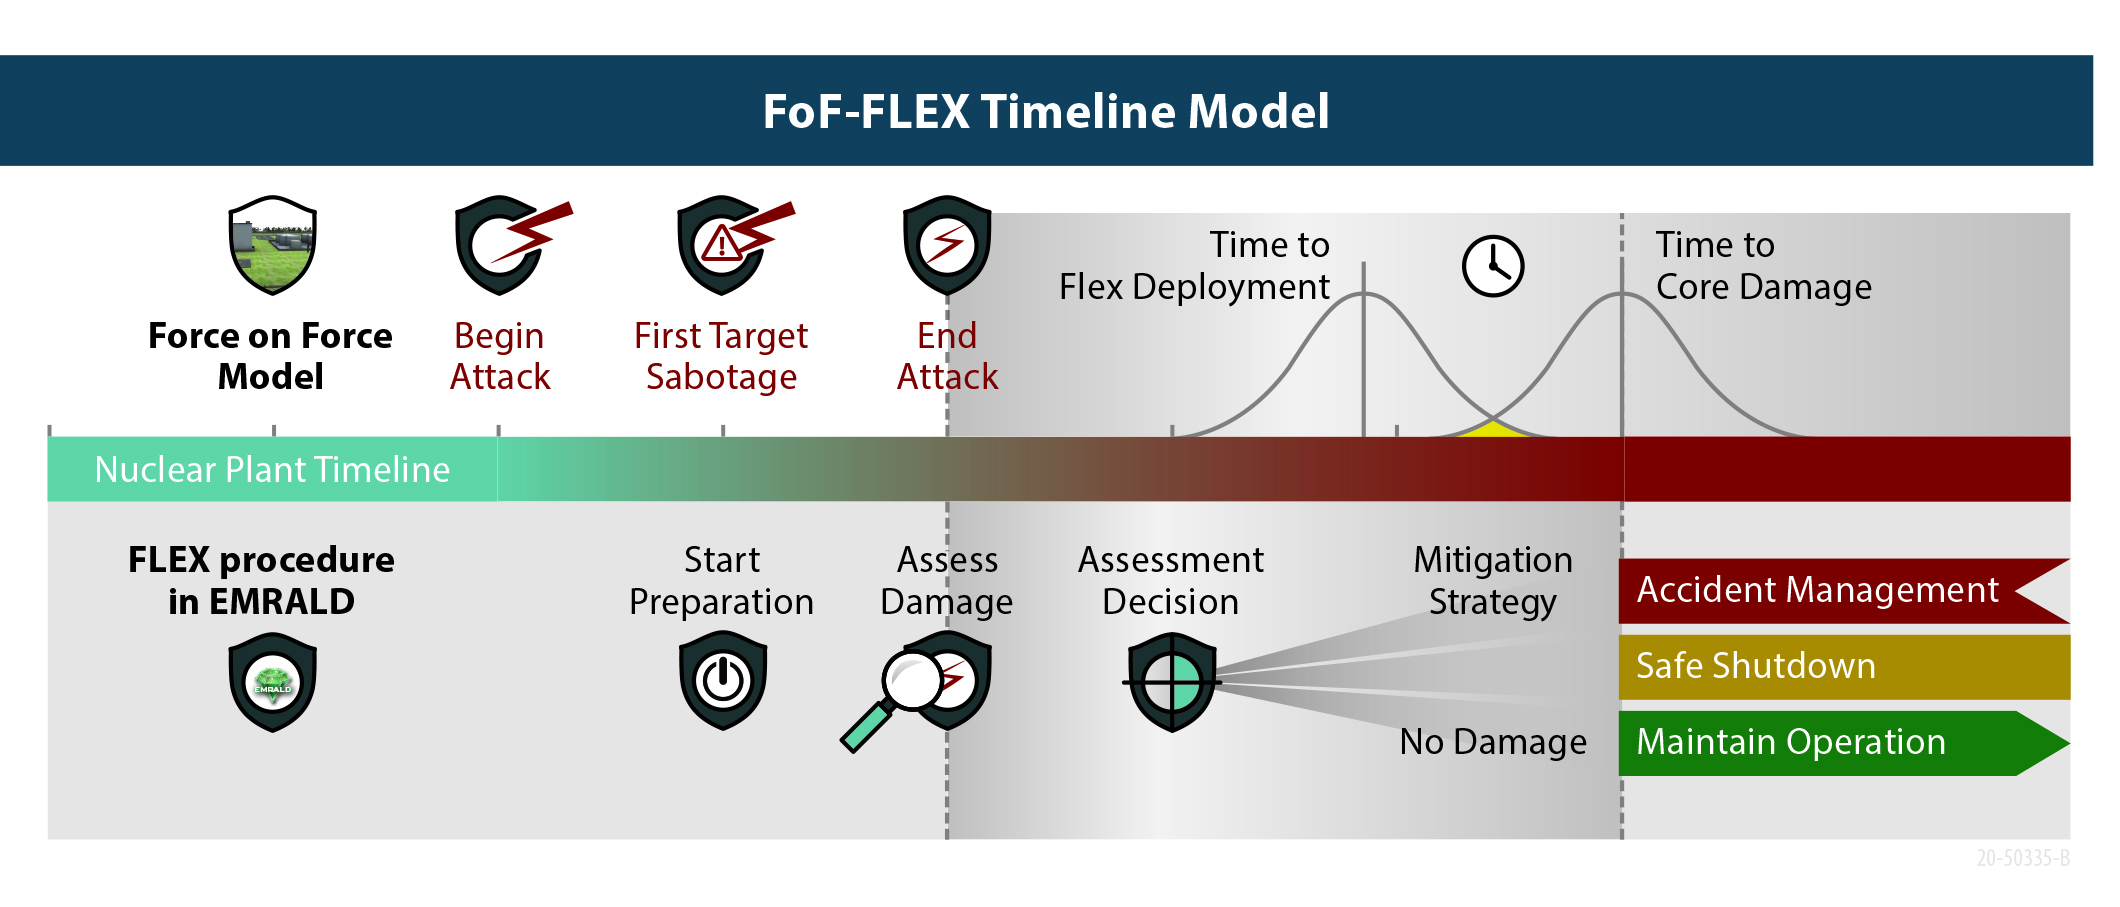 FoF-FLEX Timeline Model
Force on Force
Model
Begin
Attack
First Target
Sabotage
End
Attack
Time to
Flex Deployment
Time to
Core Damage
Nuclear Plant Timeline
FLEX procedure
in EMRALD
EMRALD
Start
Preparation
Assess
Damage
Assessment
Decision
Mitigation
Strategy
No Damage
Accident Management
Safe Shutdown
Maintain Operation
20-50335-B